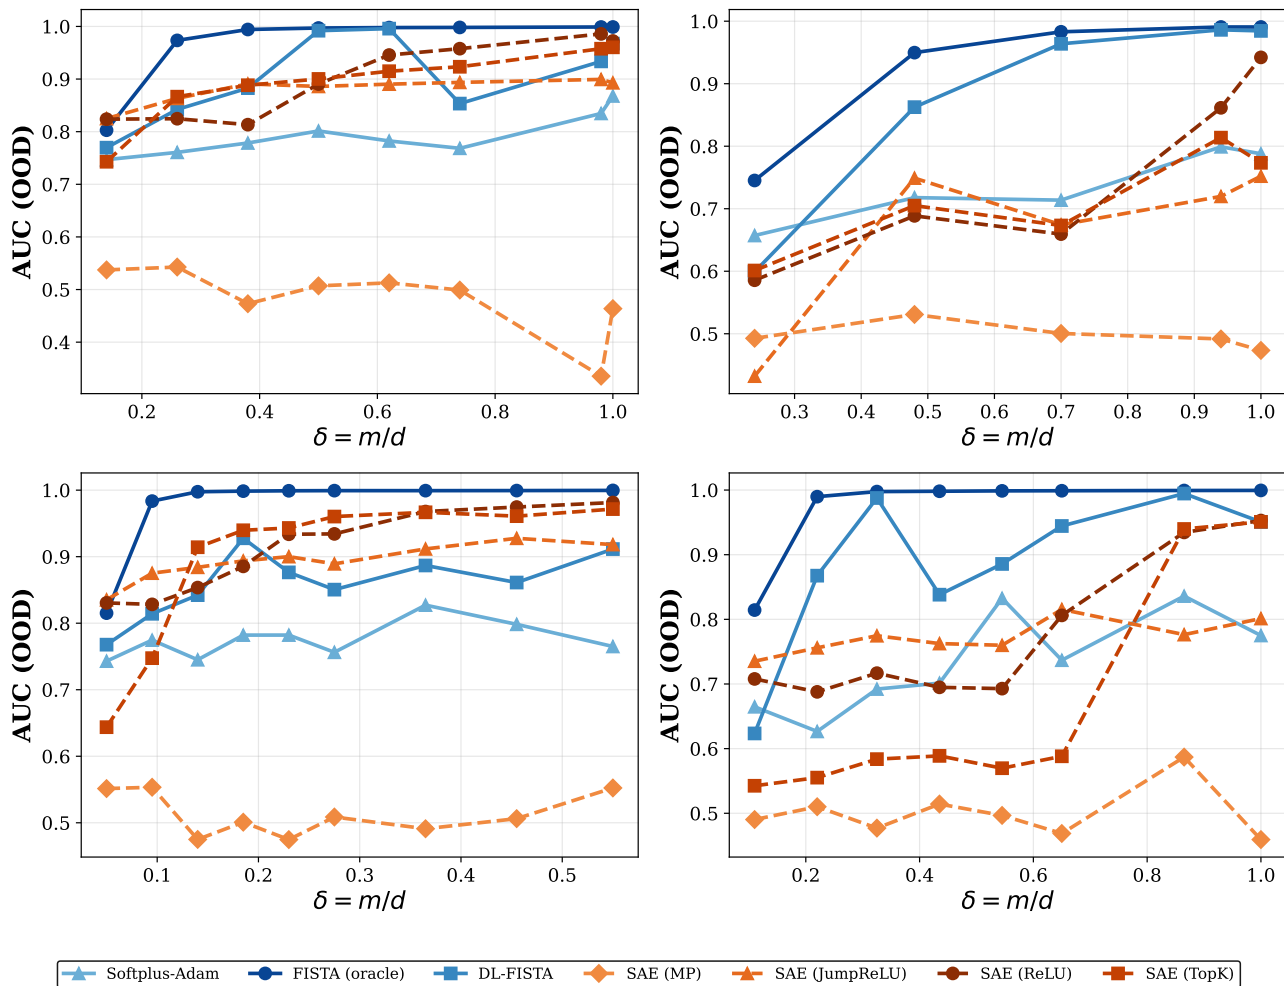 1.0
0.9
0.8
0.7
0.6
0.5
0.4
AUC (OOD)
0.2 0.4 0.6 0.8 1.0
δ = m/d
1.0
0.9
0.8
0.7
0.6
0.5
AUC (OOD)
0.3 0.4 0.5 0.6 0.7 0.8 0.9 1.0
δ = m/d
1.0
0.9
0.8
0.7
0.6
0.5
AUC (OOD)
0.1 0.2 0.3 0.4 0.5
δ = m/d
1.0
0.9
0.8
0.7
0.6
0.5
AUC (OOD)
0.2 0.4 0.6 0.8 1.0
δ = m/d
Softplus-Adam FISTA (oracle) DL-FISTA SAE (MP) SAE (JumpReLU) SAE (ReLU) SAE (TopK)